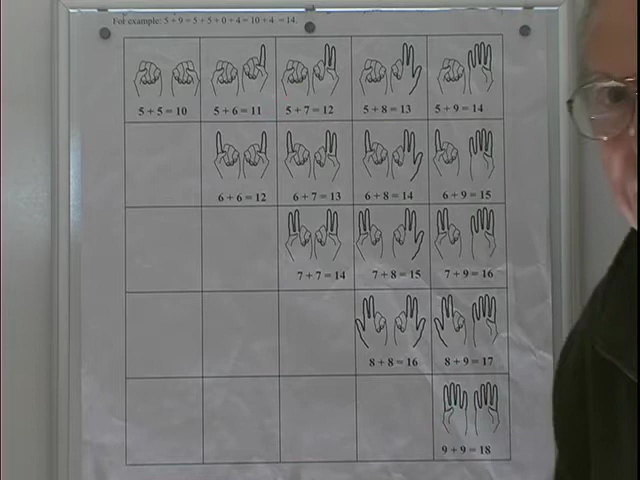 For example: 5 + 9 = 5 + 5 + 0 + 4 = 10 + 4 = 14.
5 + 5 = 10
5 + 6 = 11
5 + 7 = 12
5 + 8 = 13
5 + 9 = 14
6 + 6 = 12
6 + 7 = 13
6 + 8 = 14
6 + 9 = 15
7 + 7 = 14
7 + 8 = 15
7 + 9 = 16
8 + 8 = 16
8 + 9 = 17
9 + 9 = 18